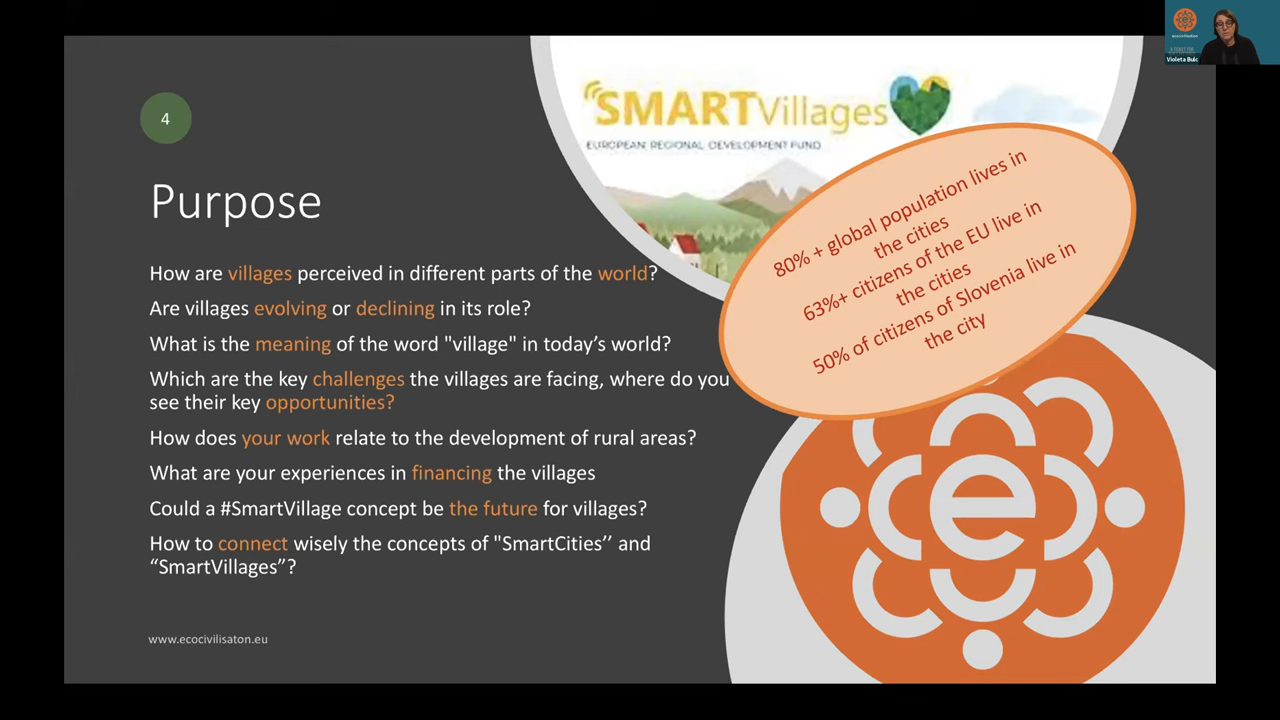 4
Purpose
How are villages perceived in different parts of the world?
Are villages evolving or declining in its role?
What is the meaning of the word "village" in today’s world?
Which are the key challenges the villages are facing, where do you
see their key opportunities?
How does your work relate to the development of rural areas?
What are your experiences in financing the villages
Could a #SmartVillage concept be the future for villages?
How to connect wisely the concepts of "SmartCities’’ and
“SmartVillages”?
www.ecocivilisaton.eu
SMARTVillages
EUROPEAN REGIONAL DEVELOPMENT FUND
80% + global population lives in
the cities
63%+ citizens of the EU live in
the cities
50% of citizens of Slovenia live in
the city
e
ecocivilisation
Violeta Bulc